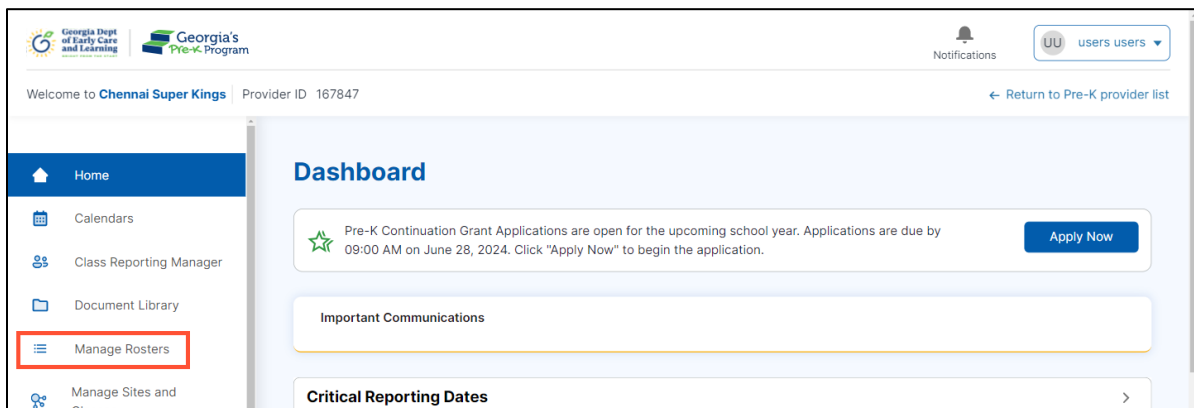 Georgia Dept
of Early Care
and Learning
Georgia's
Pre-K Program
Notifications
UU users users
Welcome to Chennai Super Kings Provider ID 167847
← Return to Pre-K provider list
Home
Calendars
Class Reporting Manager
Document Library
Manage Rosters
Manage Sites and
Dashboard
Pre-K Continuation Grant Applications are open for the upcoming school year. Applications are due by
09:00 AM on June 28, 2024. Click "Apply Now" to begin the application.
Apply Now
Important Communications
Critical Reporting Dates